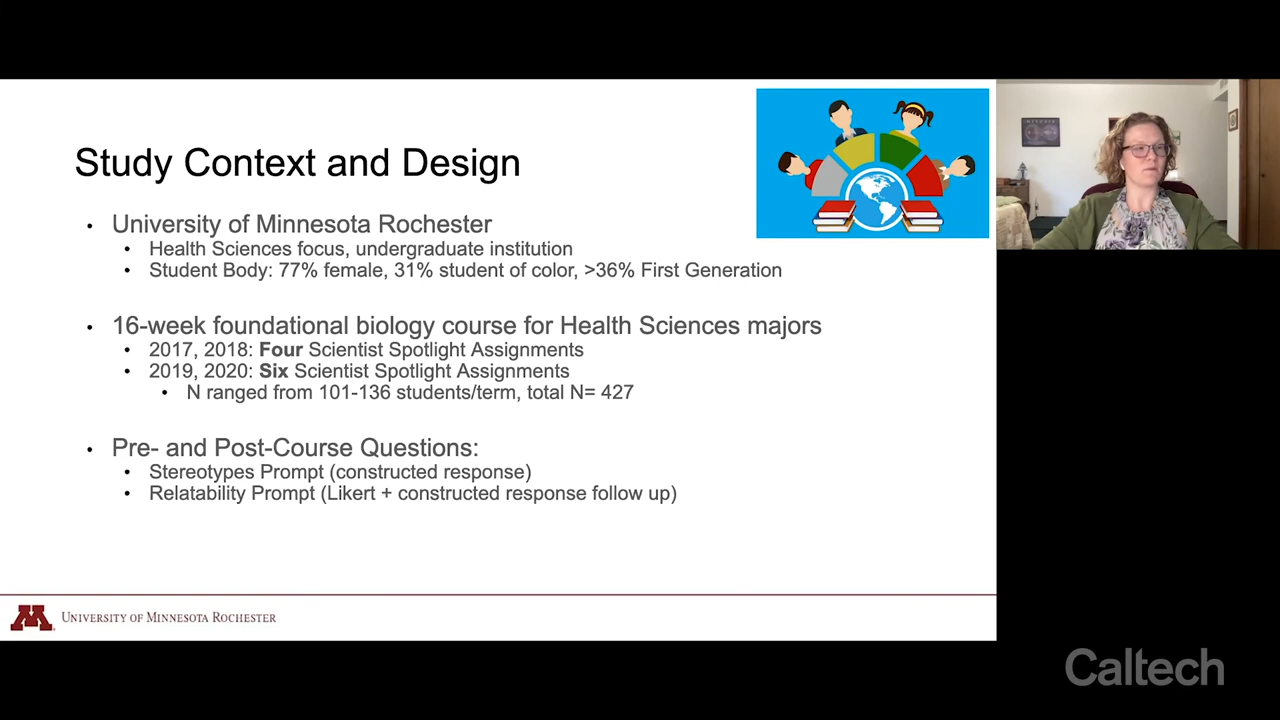 Study Context and Design
• University of Minnesota Rochester
• Health Sciences focus, undergraduate institution
• Student Body: 77% female, 31% student of color, >36% First Generation
• 16-week foundational biology course for Health Sciences majors
• 2017, 2018: Four Scientist Spotlight Assignments
• 2019, 2020: Six Scientist Spotlight Assignments
• N ranged from 101-136 students/term, total N= 427
• Pre- and Post-Course Questions:
• Stereotypes Prompt (constructed response)
• Relatability Prompt (Likert + constructed response follow up)
M University of Minnesota Rochester
Caltech